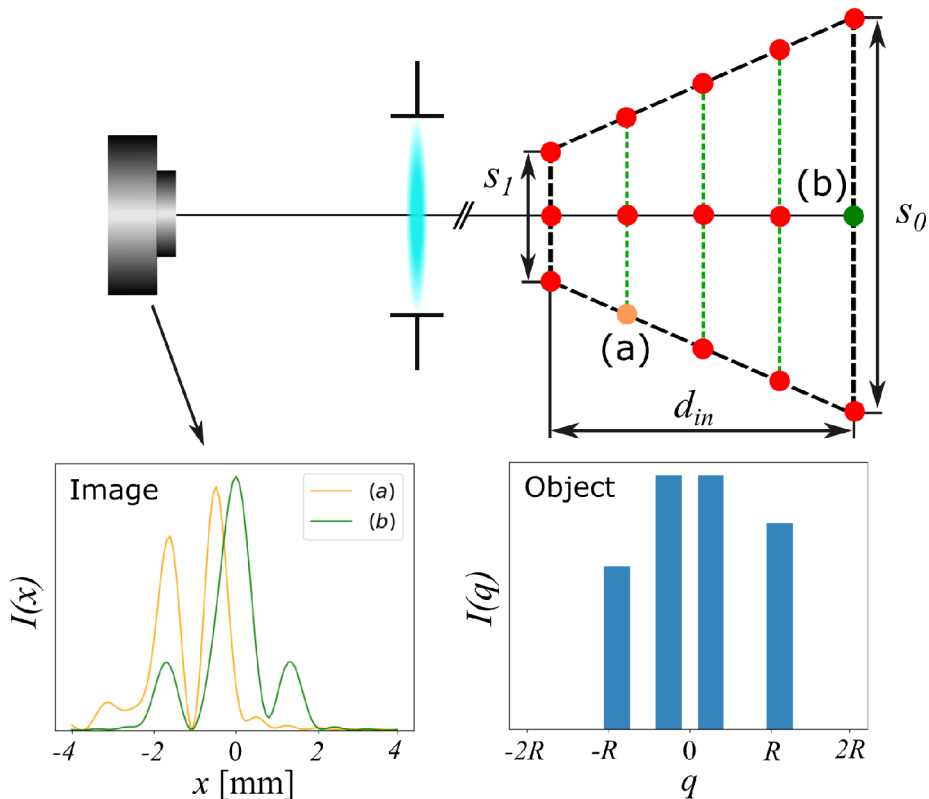 s1
(b)
s0
(a)
din
Image
(a)
(b)
I(x)
-4
-2
0
2
4
x [mm]
Object
I(q)
-2R
-R
0
R
2R
q